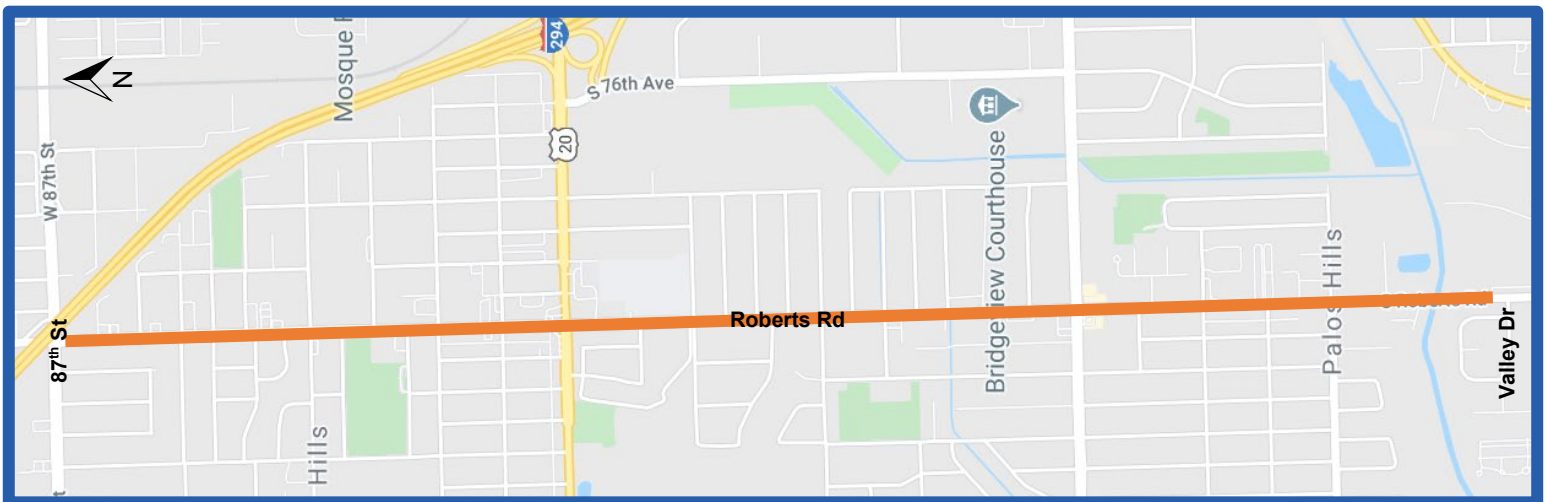 W 87th St
N
Mosque
294
S 76th Ave
20
Bridgeview Courthouse
Roberts Rd
87th St
Hills
Palos Hills
Valley Dr